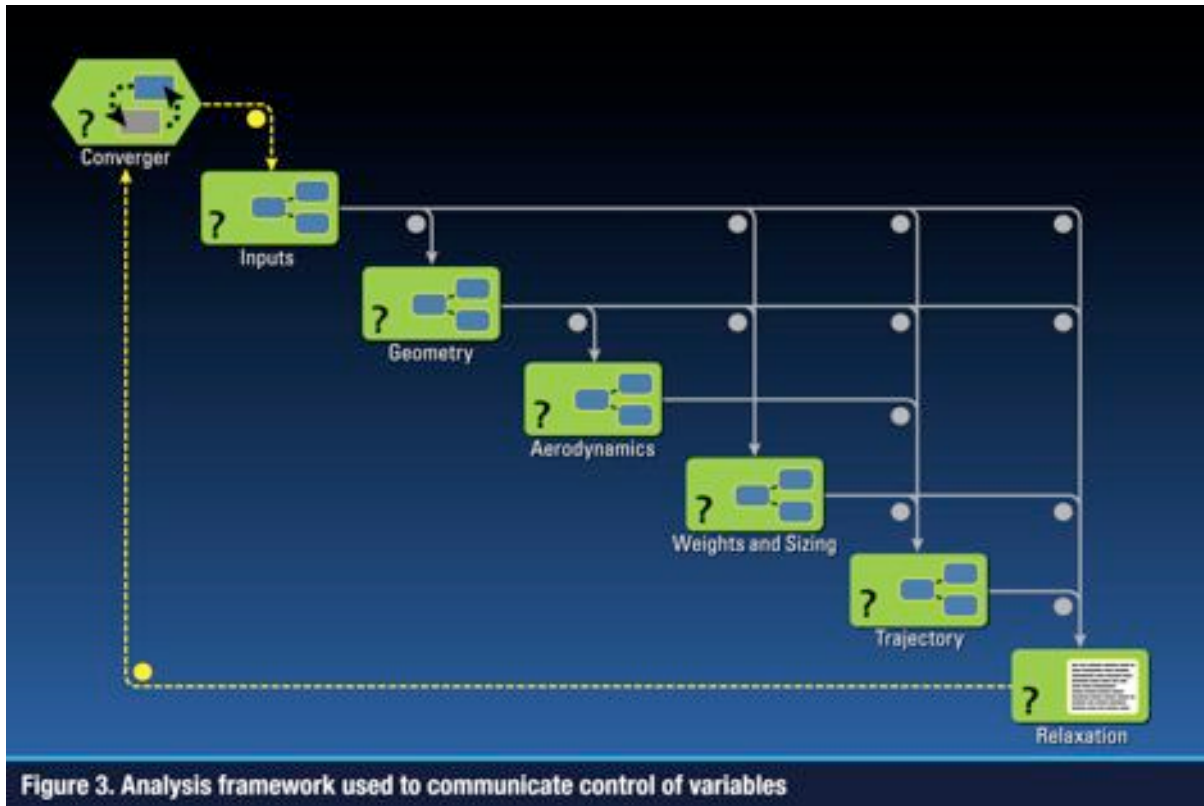 ?
Converger
?
Inputs
?
Geometry
?
Aerodynamics
?
Weights and Sizing
?
Trajectory
?
Relaxation
Figure 3. Analysis framework used to communicate control of variables